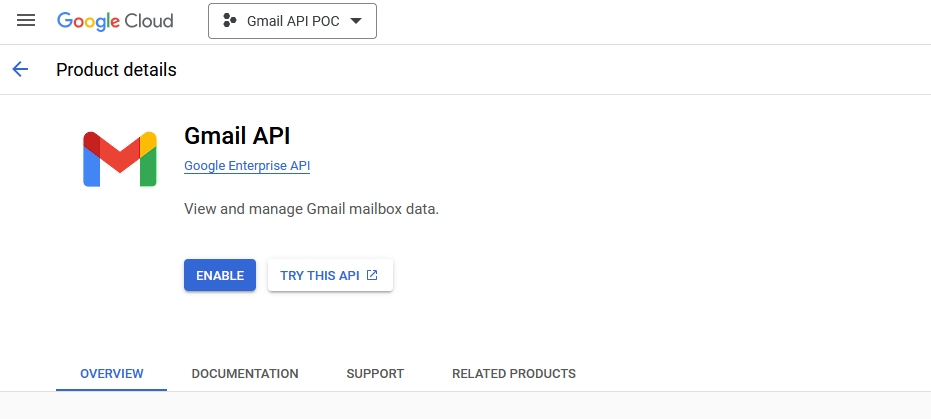 Google Cloud
Gmail API POC
Product details
Gmail API
Google Enterprise API
View and manage Gmail mailbox data.
ENABLE
TRY THIS API
OVERVIEW DOCUMENTATION SUPPORT RELATED PRODUCTS